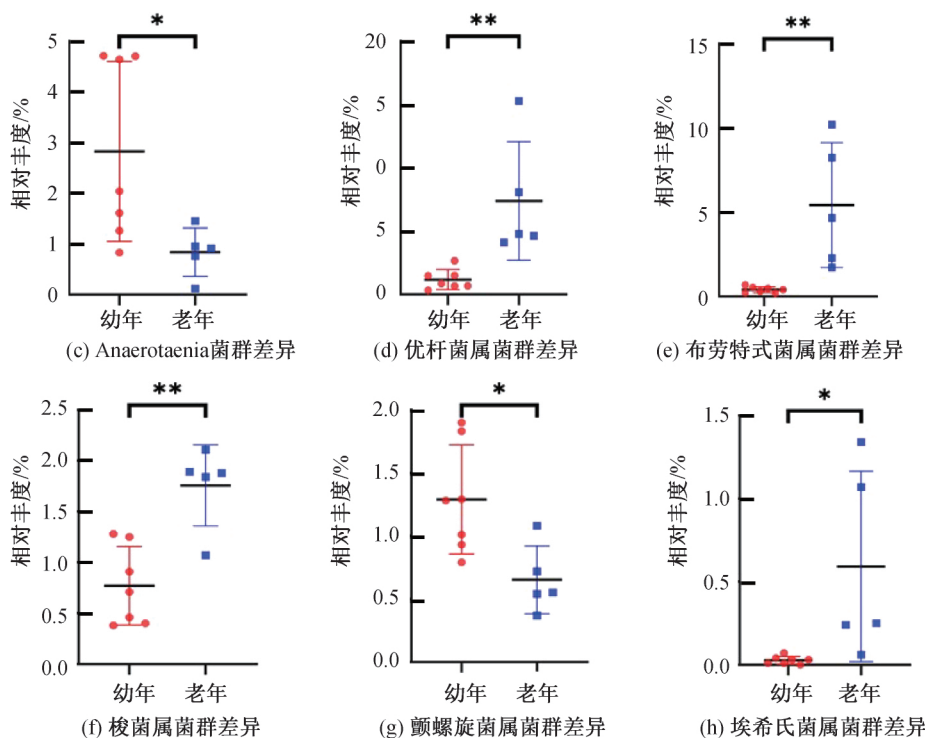 *
**
**
5
4
3
2
1
0
相对丰度/%
20
5
0
5
0
相对丰度/%
15
10
5
0
相对丰度/%
幼年 老年
幼年 老年
幼年 老年
(c) Anaerotaenia菌群差异
(d) 优杆菌属菌群差异
(e) 布劳特式菌属菌群差异
**
*
*
2.5
2.0
1.5
1.0
0.5
0.0
相对丰度/%
2.0
1.5
1.0
0.5
0.0
相对丰度/%
1.5
1.0
0.5
0.0
相对丰度/%
幼年 老年
幼年 老年
幼年 老年
(f) 梭菌属菌群差异
(g) 颤螺旋菌属菌群差异
(h) 埃希氏菌属菌群差异